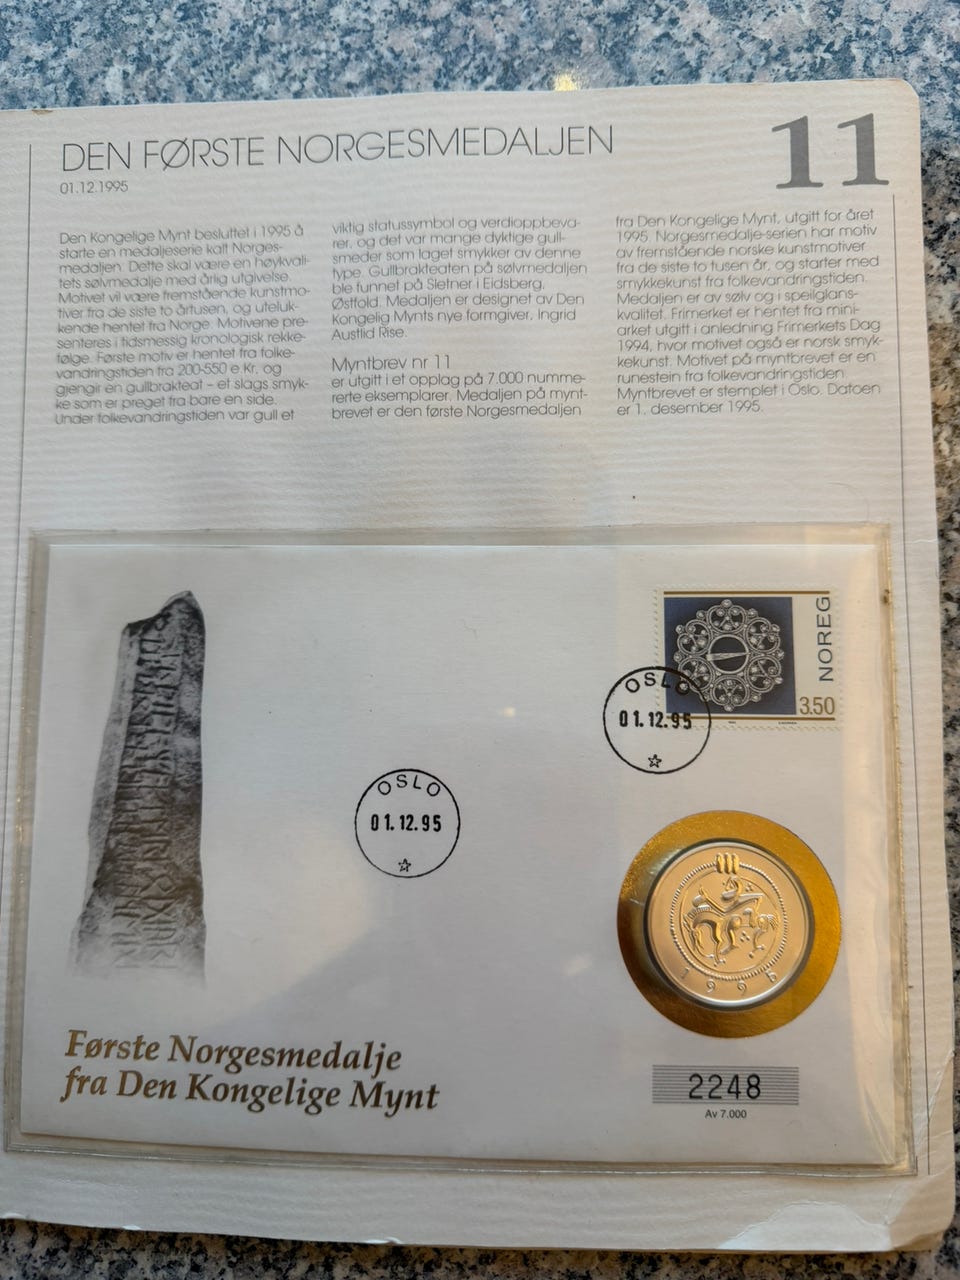 DEN FØRSTE NORGESMEDALJEN
11
01.12.1995
Den Kongelige Mynt besluttet i 1995 å
starte en medaljeserie kalt Norges-
medaljen. Dette skal være en høykvali-
tets sølvmedalje med årlig utgivelse.
Motivet vil være fremstående kunstmo-
tiver fra de siste to årtusen, og uteluk-
kende hentet fra Norge. Motivene pre-
senteres i tidsmessig kronologisk rekke-
følge. Første motiv er hentet fra folke-
vandringstiden fra 200-550 e.Kr. og
gjengir en gullbrakteat – et slags smyk-
ke som er preget fra bare en side.
Under folkevandringstiden var gull et
viktig statussymbol og verdioppbeva-
rer, og det var mange dyktige gull-
smeder som laget smykker av denne
type. Gullbrakteaten på sølvmedaljen
ble funnet på Sletner i Eidsberg,
Østfold. Medaljen er designet av Den
Kongelig Mynts nye formgiver, Ingrid
Austlid Rise.
Myntbrev nr 11
er utgitt i et opplag på 7.000 numme-
rerte eksemplarer. Medaljen på mynt-
brevet er den første Norgesmedaljen
fra Den Kongelige Mynt, utgitt for året
1995. Norgesmedalje-serien har motiv
av fremstående norske kunstmotiver
fra de siste to tusen år, og starter med
smykkekunst fra folkevandringstiden.
Medaljen er av sølv og i speilglans-
kvalitet. Frimerket er hentet fra mini-
arket utgitt i anledning Frimerkets Dag
1994, hvor motivet også er norsk smyk-
kekunst. Motivet på myntbrevet er en
runestein fra folkevandringstiden.
Myntbrevet er stemplet i Oslo. Datoen
er 1. desember 1995.
NOREG
3.50
OSLO
01.12.95
OSLO
01.12.95
1995
Første Norgesmedalje
fra Den Kongelige Mynt
2248
Av 7.000